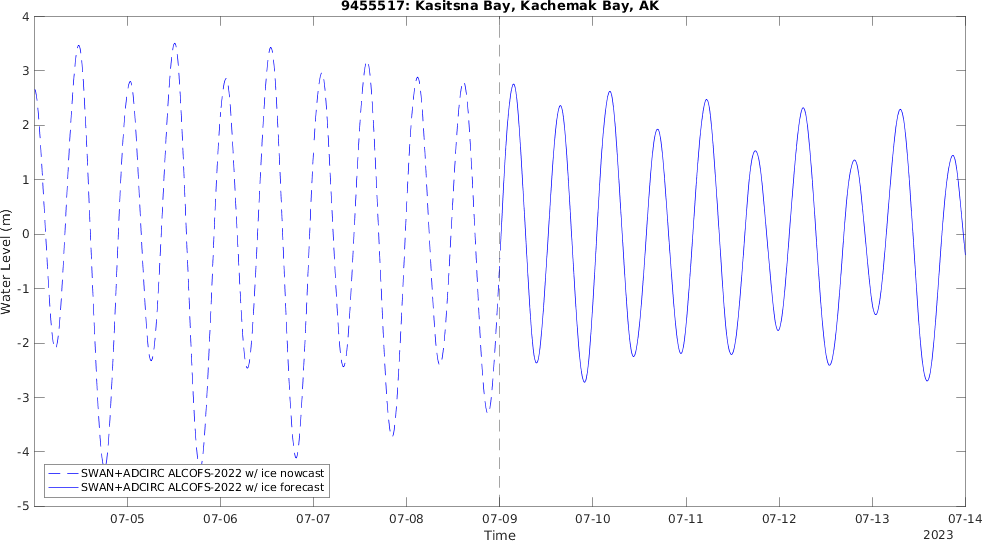 9455517: Kasitsna Bay, Kachemak Bay, AK
4
3
2
1
0
-1
-2
-3
-4
-5
Water Level (m)
SWAN+ADCIRC ALCOFS-2022 w/ ice nowcast
SWAN+ADCIRC ALCOFS-2022 w/ ice forecast
07-05 07-06 07-07 07-08 07-09 07-10 07-11 07-12 07-13 07-14
Time
2023